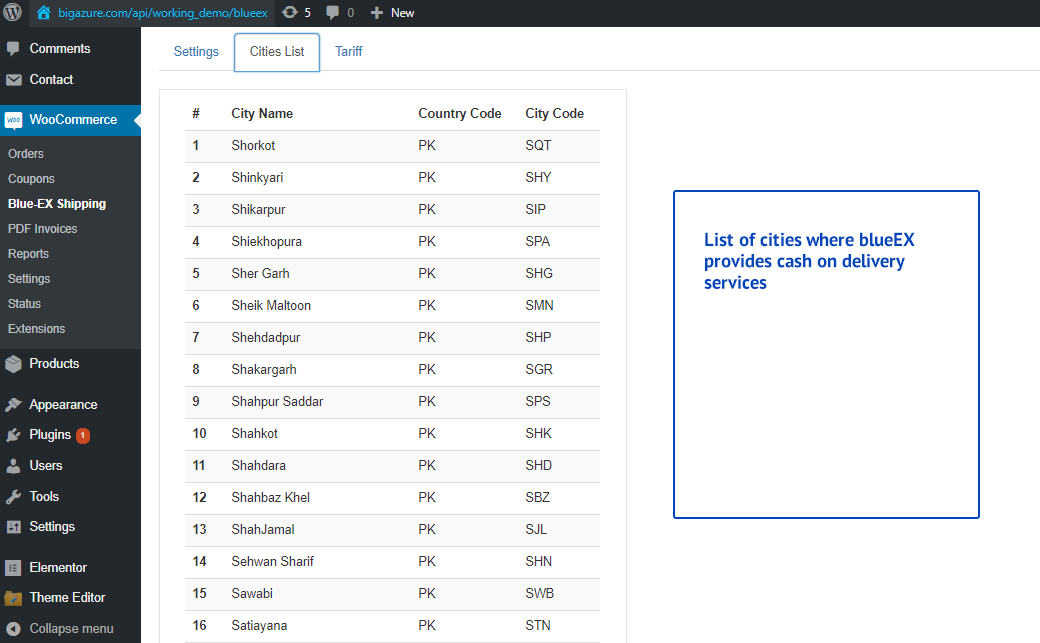 bigazure.com/api/working_demo/blueex 5 0 New
Comments
Contact
WooCommerce
Orders
Coupons
Blue-EX Shipping
PDF Invoices
Reports
Settings
Status
Extensions
Products
Appearance
Plugins 1
Users
Tools
Settings
Elementor
Theme Editor
Collapse menu
Settings Cities List Tariff
# City Name Country Code City Code
1 Shorkot PK SQT
2 Shinkyari PK SHY
3 Shikarpur PK SIP
4 Shiekhopura PK SPA
5 Sher Garh PK SHG
6 Sheik Maltoon PK SMN
7 Shehdadpur PK SHP
8 Shakargarh PK SGR
9 Shahpur Saddar PK SPS
10 Shahkot PK SHK
11 Shahdara PK SHD
12 Shahbaz Khel PK SBZ
13 ShahJamal PK SJL
14 Sehwan Sharif PK SHN
15 Sawabi PK SWB
16 Satiayana PK STN
List of cities where blueEX
provides cash on delivery
services